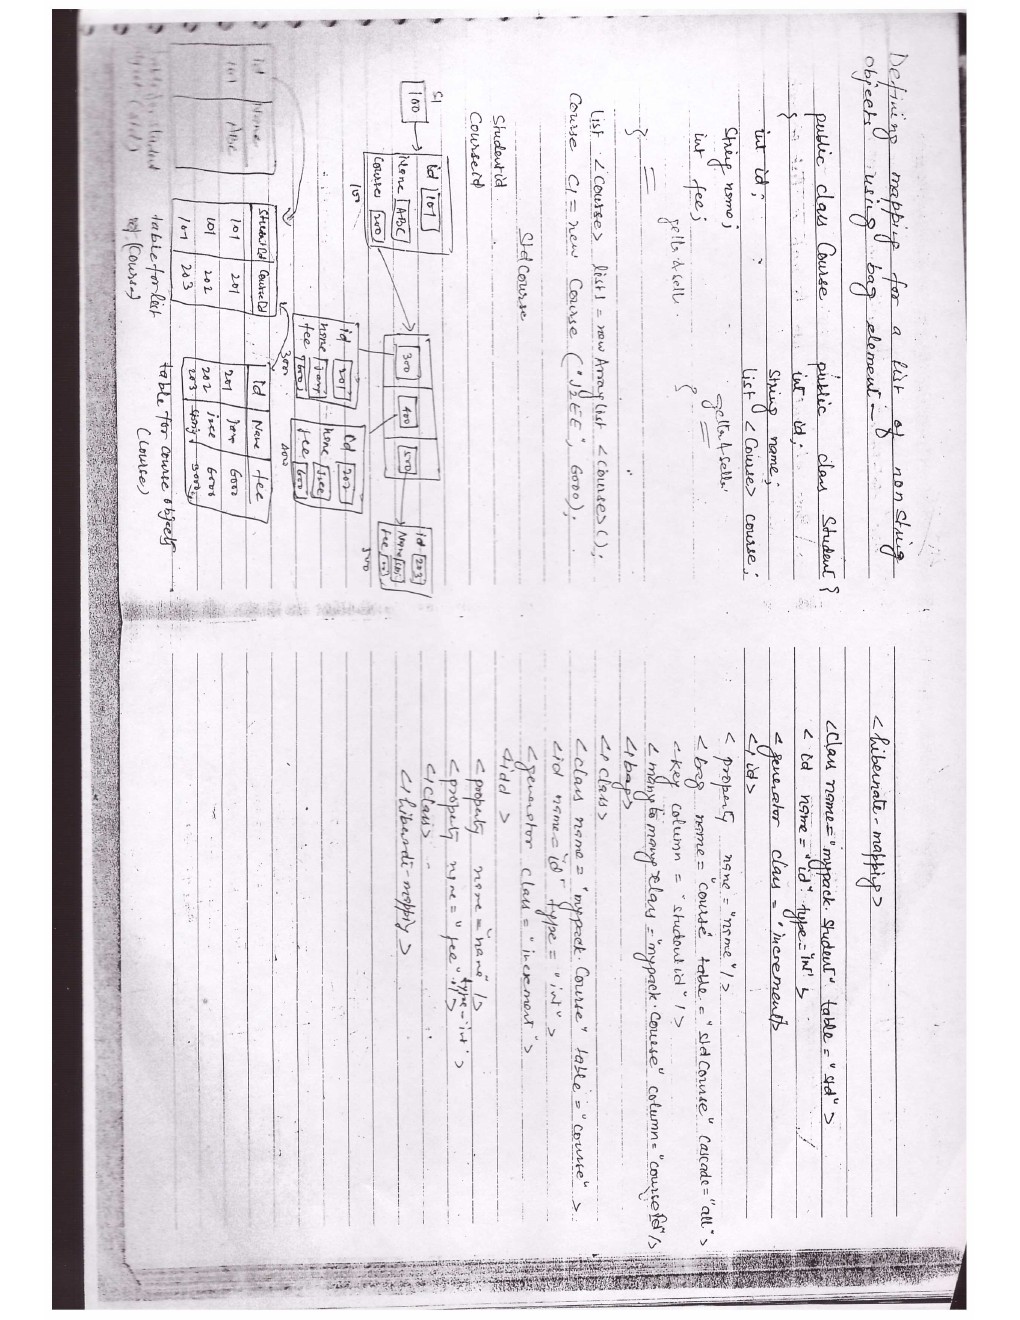 Defining mapping for a list of non String
objects using bag element -
public class Course
{
int id;
String name;
int fee;
getter & setter
}
public class Student {
int id;
String name;
List <Course> course;
getter & setter
}
List <Course> list1 = new ArrayList <Course>();
Course C1 = new Course ("J2EE", 6000);
Std Course
Student id
Course id
S1
100
id 101
Name ABC
Course 200
100
300 400 500
id 203
Name
fee
500
id 201
name Java
fee 7600
300
id 202
name J2ee
fee 600
400
Id Name
101 ABC
table for student
object (std)
StudentId CourseId
101 201
101 202
101 203
table for list
of (Course)
id Name fee
201 Java 6000
202 j2ee 6000
203 3000
table for course objects
(Course)
<hibernate-mapping>
<class name="mypack.Student" table="std">
<id name="id" type="int">
<generator class="increment/>
</id>
<property name="name"/>
<bag name="course" table="stdCourse" cascade="all">
<key column="studentid"/>
<many to many class="mypack.Course" column="courseId"/>
</bag>
</class>
<class name="mypack.Course" table="course">
<id name="id" type="int">
<generator class="increment">
</idd>
<property name="name" />
<property name="fee" type=int />
</class>
</hibernate-mapping>